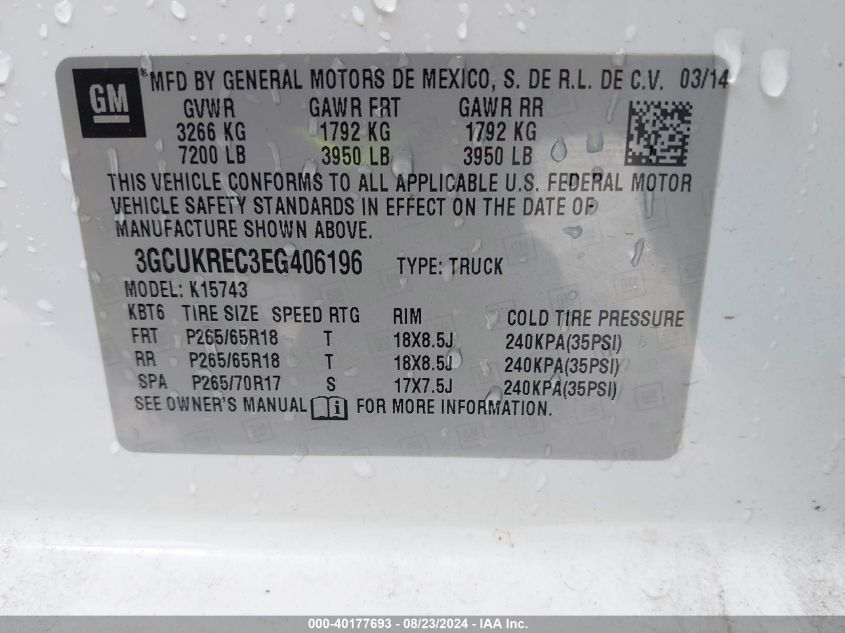 GM ® MFD BY GENERAL MOTORS DE MEXICO, S. DE R.L. DE C.V. 03/14
GVWR GAWR FRT GAWR RR
3266 KG 1792 KG 1792 KG
7200 LB 3950 LB 3950 LB
THIS VEHICLE CONFORMS TO ALL APPLICABLE U.S. FEDERAL MOTOR
VEHICLE SAFETY STANDARDS IN EFFECT ON THE DATE OF
MANUFACTURE SHOWN ABOVE.
3GCUKREC3EG406196 TYPE: TRUCK
MODEL: K15743
KBT6 TIRE SIZE SPEED RTG RIM COLD TIRE PRESSURE
FRT P265/65R18 T 18X8.5J 240KPA(35PSI)
RR P265/65R18 T 18X8.5J 240KPA(35PSI)
SPA P265/70R17 S 17X7.5J 240KPA(35PSI)
SEE OWNER'S MANUAL i FOR MORE INFORMATION.
000-40177693 - 08/23/2024 - IAA Inc.